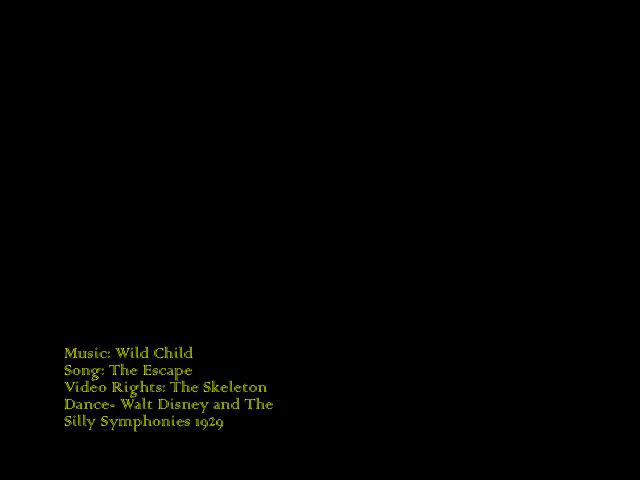 Music: Wild Child
Song: The Escape
Video Rights: The Skeleton
Dance- Walt Disney and The
Silly Symphonies 1929